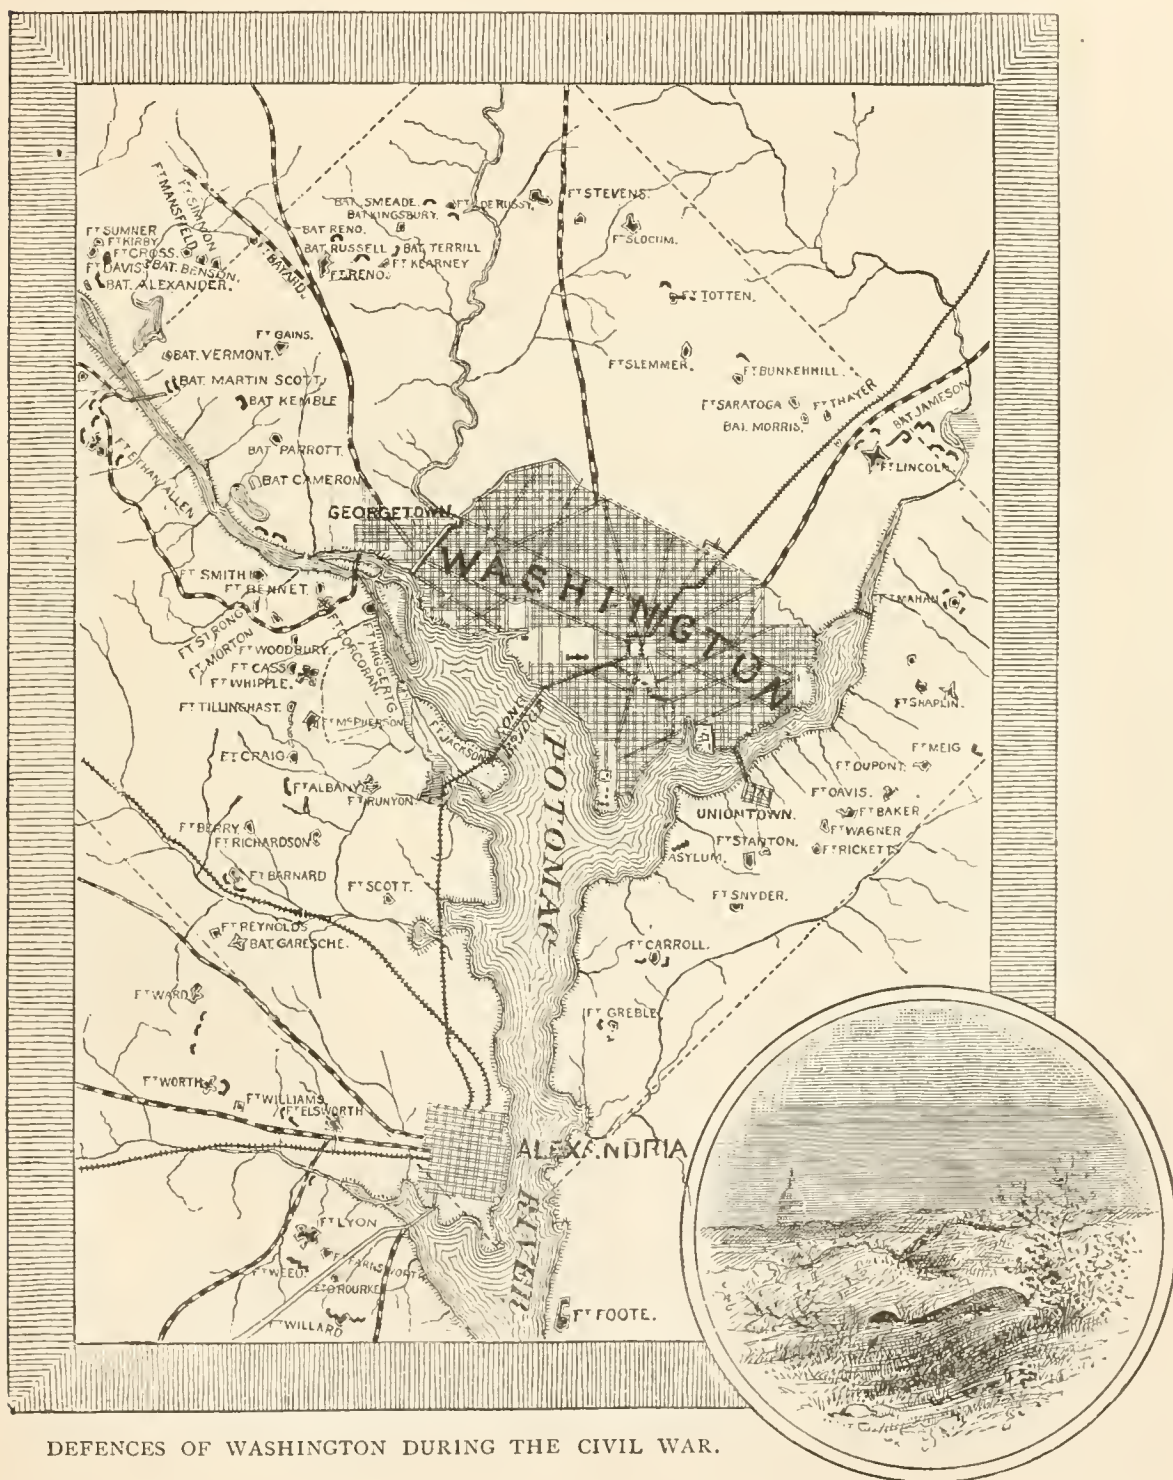 BAT. SMEADE.
FT DE RUSSY.
FT STEVENS.
BAT. KINGSBURY.
FT MANSFIELD
FT SIMMON
BAT RENO.
FT SLOCUM.
FT SUMNER
FT KIRBY
FT CROSS.
BAT. RUSSELL
BAT. TERRILL
FT DAVIS
BAT. BENSON.
FT BAYARD.
FT RENO.
FT KEARNEY
BAT. ALEXANDER.
FT TOTTEN.
FT GAINS.
BAT. VERMONT.
FT SLEMMER.
FT BUNKERHILL.
BAT. MARTIN SCOTT,
BAT KEMBLE
FT SARATOGA
FT THAYER
BAT. MORRIS,
BAT. JAMESON
FT ETHAN ALLEN
BAT PARROTT.
FT LINCOLN
BAT CAMERON
GEORGETOWN.
WASHINGTON
FT SMITH
FT BENNET.
FT MAHAN
FT STRONG
FT MORTON
FT WOODBURY.
FT CORCORAN.
FT HAGGERTG
FT CASS
FT WHIPPLE.
FT SHAPLIN.
FT TILLINGHAST.
FT MCPHERSON
FT JACKSON
LONG BRIDGE
FT CRAIG
FT MEIG
FT DUPONT.
FT ALBANY
FT RUNYON.
FT DAVIS.
FT BAKER
UNIONTOWN.
FT BERRY
FT RICHARDSON
FT WAGNER
FT STANTON.
FT RICKETTS
ASYLUM.
FT BARNARD
FT SCOTT.
FT SNYDER.
POTOMAC
FT REYNOLDS
BAT. GARESCHE.
FT CARROLL.
FT WARD
FT GREBLE
FT WORTH
FT WILLIAMS
FT ELSWORTH
ALEXANDRIA
RIVER
FT LYON
FT WEED.
FARNSWORTH
FT O'ROURKE
FT WILLARD
FT FOOTE.
DEFENCES OF WASHINGTON DURING THE CIVIL WAR.